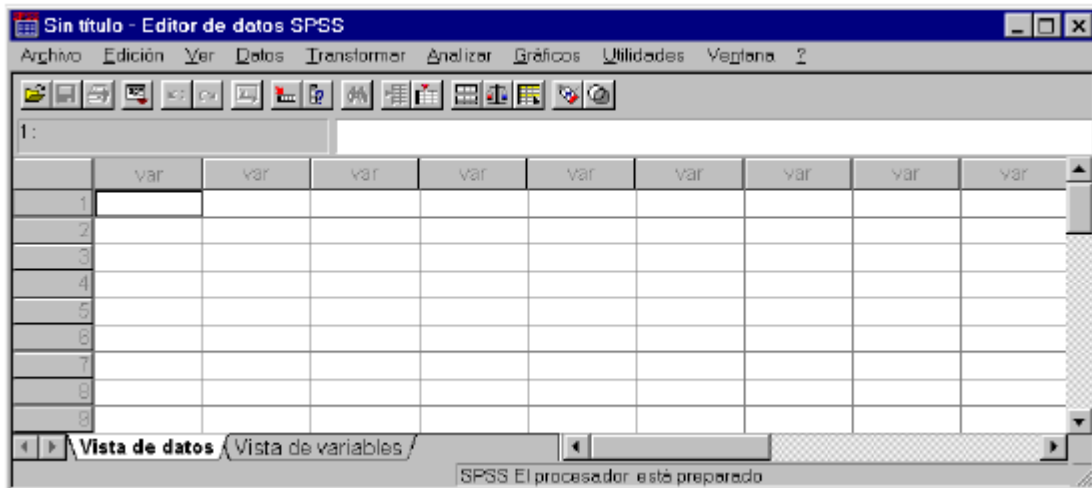 Sin título - Editor de datos SPSS
Archivo Edición Ver Datos Transformar Analizar Gráficos Utilidades Ventana ?
1 :
var var var var var var var var var
1
2
3
4
5
6
7
8
9
Vista de datos Vista de variables
SPSS El procesador está preparado